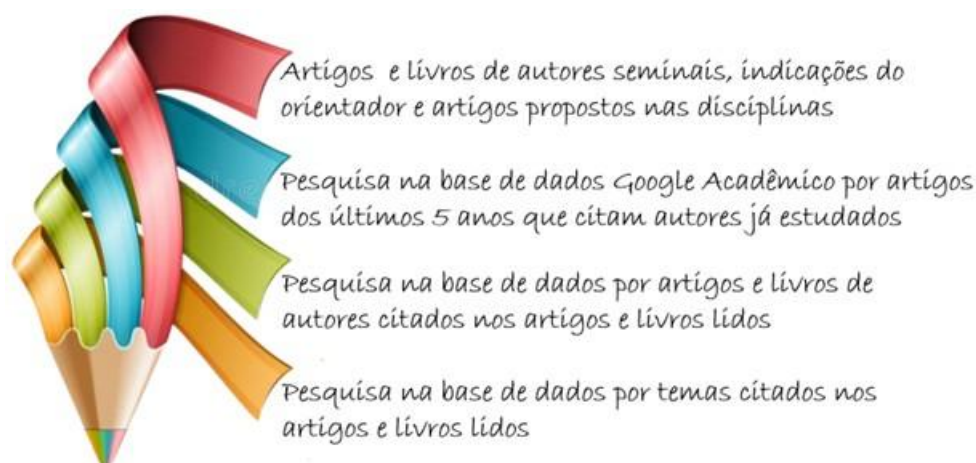 Artigos e livros de autores seminais, indicações do
orientador e artigos propostos nas disciplinas
Pesquisa na base de dados Google Acadêmico por artigos
dos últimos 5 anos que citam autores já estudados
Pesquisa na base de dados por artigos e livros de
autores citados nos artigos e livros lidos
Pesquisa na base de dados por temas citados nos
artigos e livros lidos